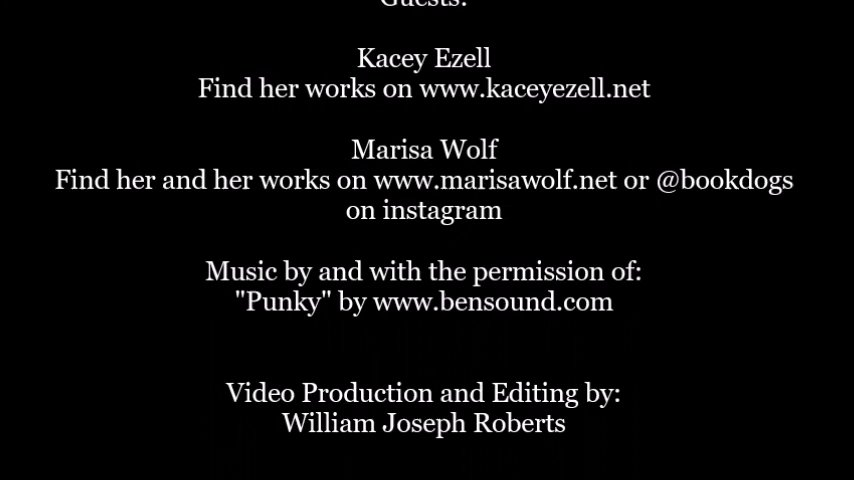 Guests:
Kacey Ezell
Find her works on www.kaceyezell.net
Marisa Wolf
Find her and her works on www.marisawolf.net or @bookdogs
on instagram
Music by and with the permission of:
"Punky" by www.bensound.com
Video Production and Editing by:
William Joseph Roberts